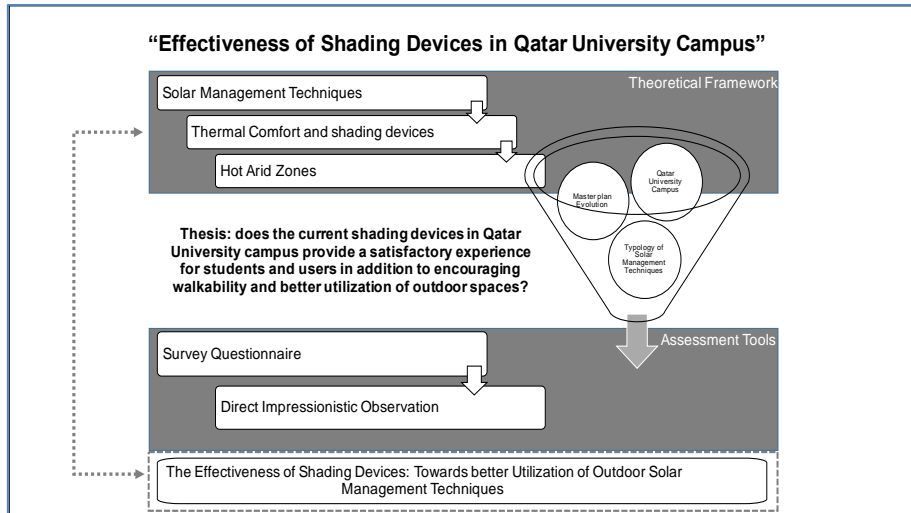 “Effectiveness of Shading Devices in Qatar University Campus”
Theoretical Framework
Solar Management Techniques
Thermal Comfort and shading devices
Hot Arid Zones
Qatar
University
Campus
Master plan
Evolution
Typology of
Solar
Management
Techniques
Thesis: does the current shading devices in Qatar
University campus provide a satisfactory experience
for students and users in addition to encouraging
walkability and better utilization of outdoor spaces?
Assessment Tools
Survey Questionnaire
Direct Impressionistic Observation
The Effectiveness of Shading Devices: Towards better Utilization of Outdoor Solar
Management Techniques